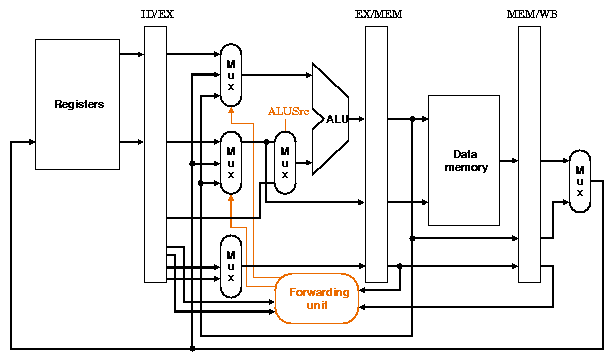 ID/EX
EX/MEM
MEM/WB
Registers
M
u
x
ALUSrc
ALU
M
u
x
M
u
x
Data
memory
M
u
x
M
u
x
Forwarding
unit